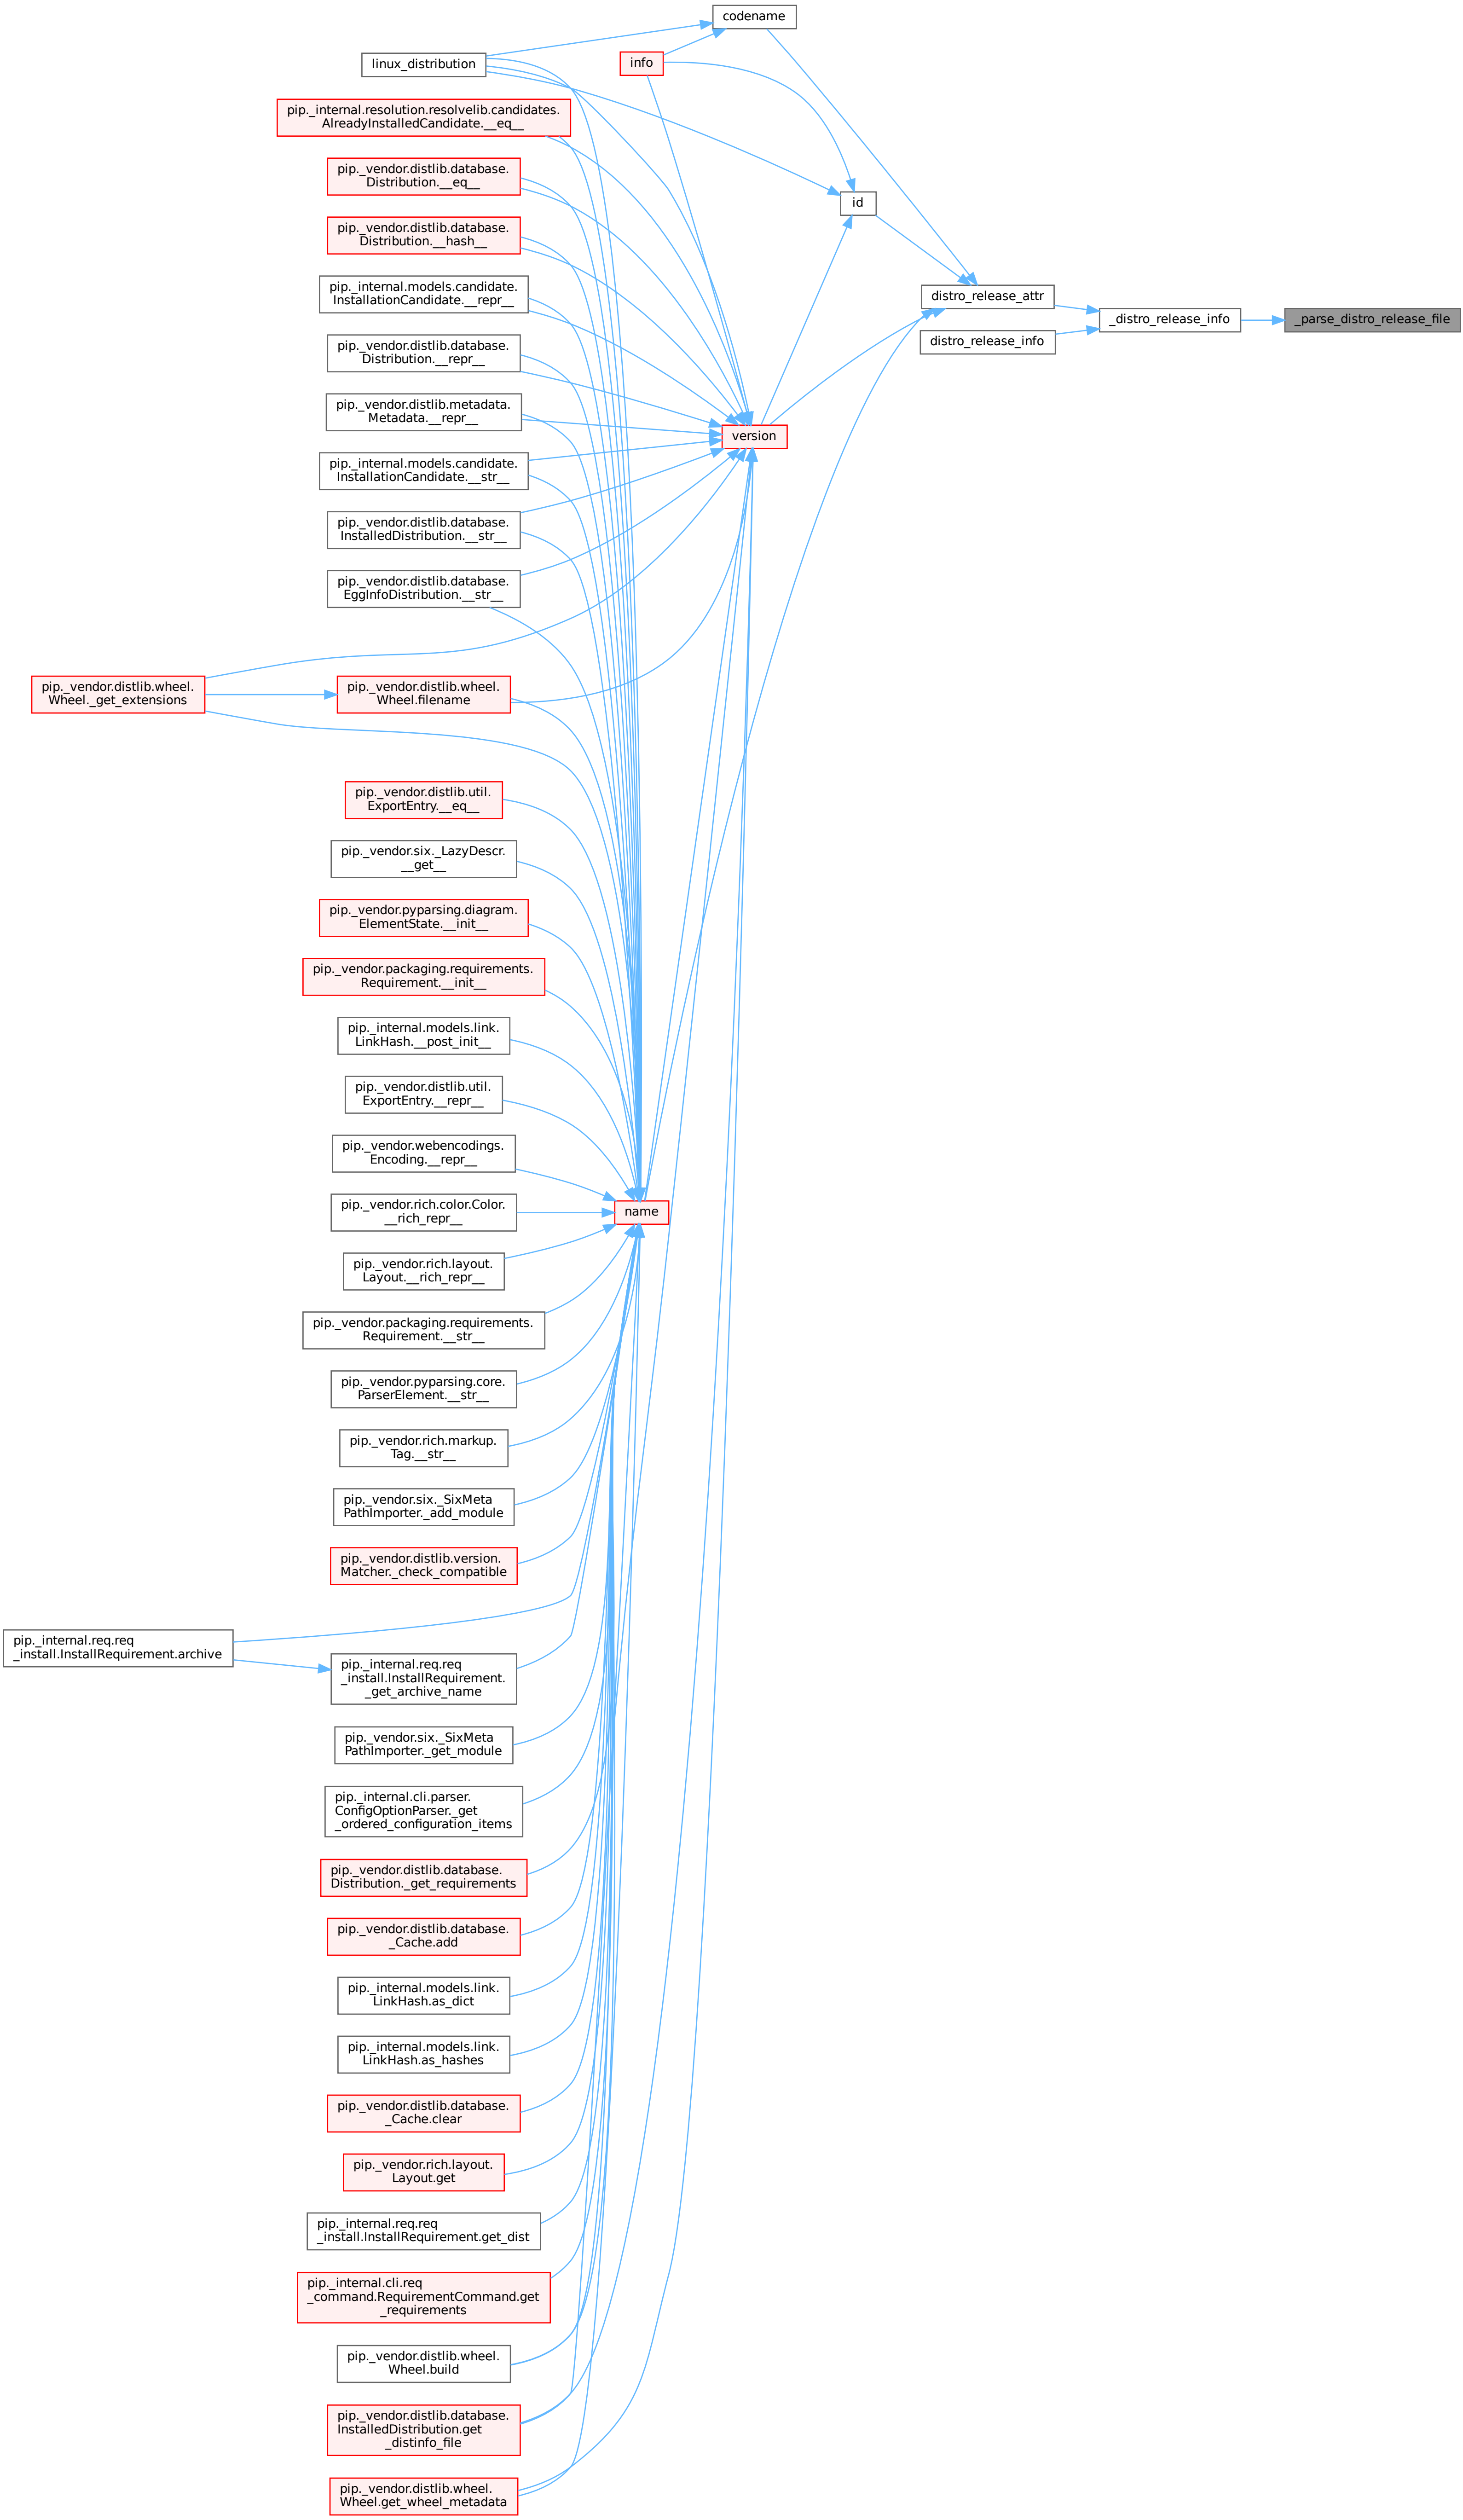 codename
linux_distribution
info
pip._internal.resolution.resolvelib.candidates.
AlreadyInstalledCandidate.__eq__
pip._vendor.distlib.database.
Distribution.__eq__
id
pip._vendor.distlib.database.
Distribution.__hash__
pip._internal.models.candidate.
InstallationCandidate.__repr__
distro_release_attr
_distro_release_info
_parse_distro_release_file
distro_release_info
pip._vendor.distlib.database.
Distribution.__repr__
pip._vendor.distlib.metadata.
Metadata.__repr__
version
pip._internal.models.candidate.
InstallationCandidate.__str__
pip._vendor.distlib.database.
InstalledDistribution.__str__
pip._vendor.distlib.database.
EggInfoDistribution.__str__
pip._vendor.distlib.wheel.
Wheel._get_extensions
pip._vendor.distlib.wheel.
Wheel.filename
pip._vendor.distlib.util.
ExportEntry.__eq__
pip._vendor.six._LazyDescr.
__get__
pip._vendor.pyparsing.diagram.
ElementState.__init__
pip._vendor.packaging.requirements.
Requirement.__init__
pip._internal.models.link.
LinkHash.__post_init__
pip._vendor.distlib.util.
ExportEntry.__repr__
pip._vendor.webencodings.
Encoding.__repr__
pip._vendor.rich.color.Color.
__rich_repr__
name
pip._vendor.rich.layout.
Layout.__rich_repr__
pip._vendor.packaging.requirements.
Requirement.__str__
pip._vendor.pyparsing.core.
ParserElement.__str__
pip._vendor.rich.markup.
Tag.__str__
pip._vendor.six._SixMeta
PathImporter._add_module
pip._vendor.distlib.version.
Matcher._check_compatible
pip._internal.req.req
_install.InstallRequirement.archive
pip._internal.req.req
_install.InstallRequirement.
_get_archive_name
pip._vendor.six._SixMeta
PathImporter._get_module
pip._internal.cli.parser.
ConfigOptionParser._get
_ordered_configuration_items
pip._vendor.distlib.database.
Distribution._get_requirements
pip._vendor.distlib.database.
_Cache.add
pip._internal.models.link.
LinkHash.as_dict
pip._internal.models.link.
LinkHash.as_hashes
pip._vendor.distlib.database.
_Cache.clear
pip._vendor.rich.layout.
Layout.get
pip._internal.req.req
_install.InstallRequirement.get_dist
pip._internal.cli.req
_command.RequirementCommand.get
_requirements
pip._vendor.distlib.wheel.
Wheel.build
pip._vendor.distlib.database.
InstalledDistribution.get
_distinfo_file
pip._vendor.distlib.wheel.
Wheel.get_wheel_metadata